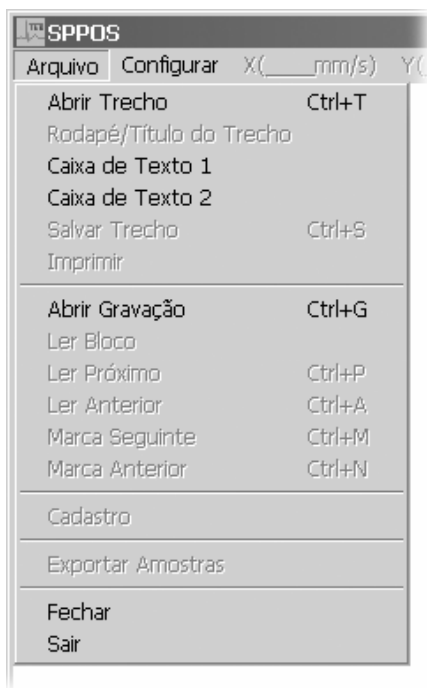 SPPOS
Arquivo Configurar X(____mm/s) Y(
Abrir Trecho Ctrl+T
Rodapé/Título do Trecho
Caixa de Texto 1
Caixa de Texto 2
Salvar Trecho Ctrl+S
Imprimir
Abrir Gravação Ctrl+G
Ler Bloco
Ler Próximo Ctrl+P
Ler Anterior Ctrl+A
Marca Seguinte Ctrl+M
Marca Anterior Ctrl+N
Cadastro
Exportar Amostras
Fechar
Sair